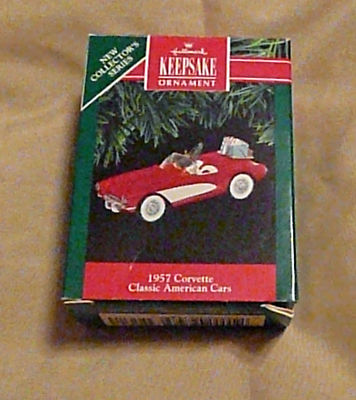 NEW
COLLECTOR'S
SERIES
Hallmark
KEEPSAKE
ORNAMENT
1957 Corvette
Classic American Cars